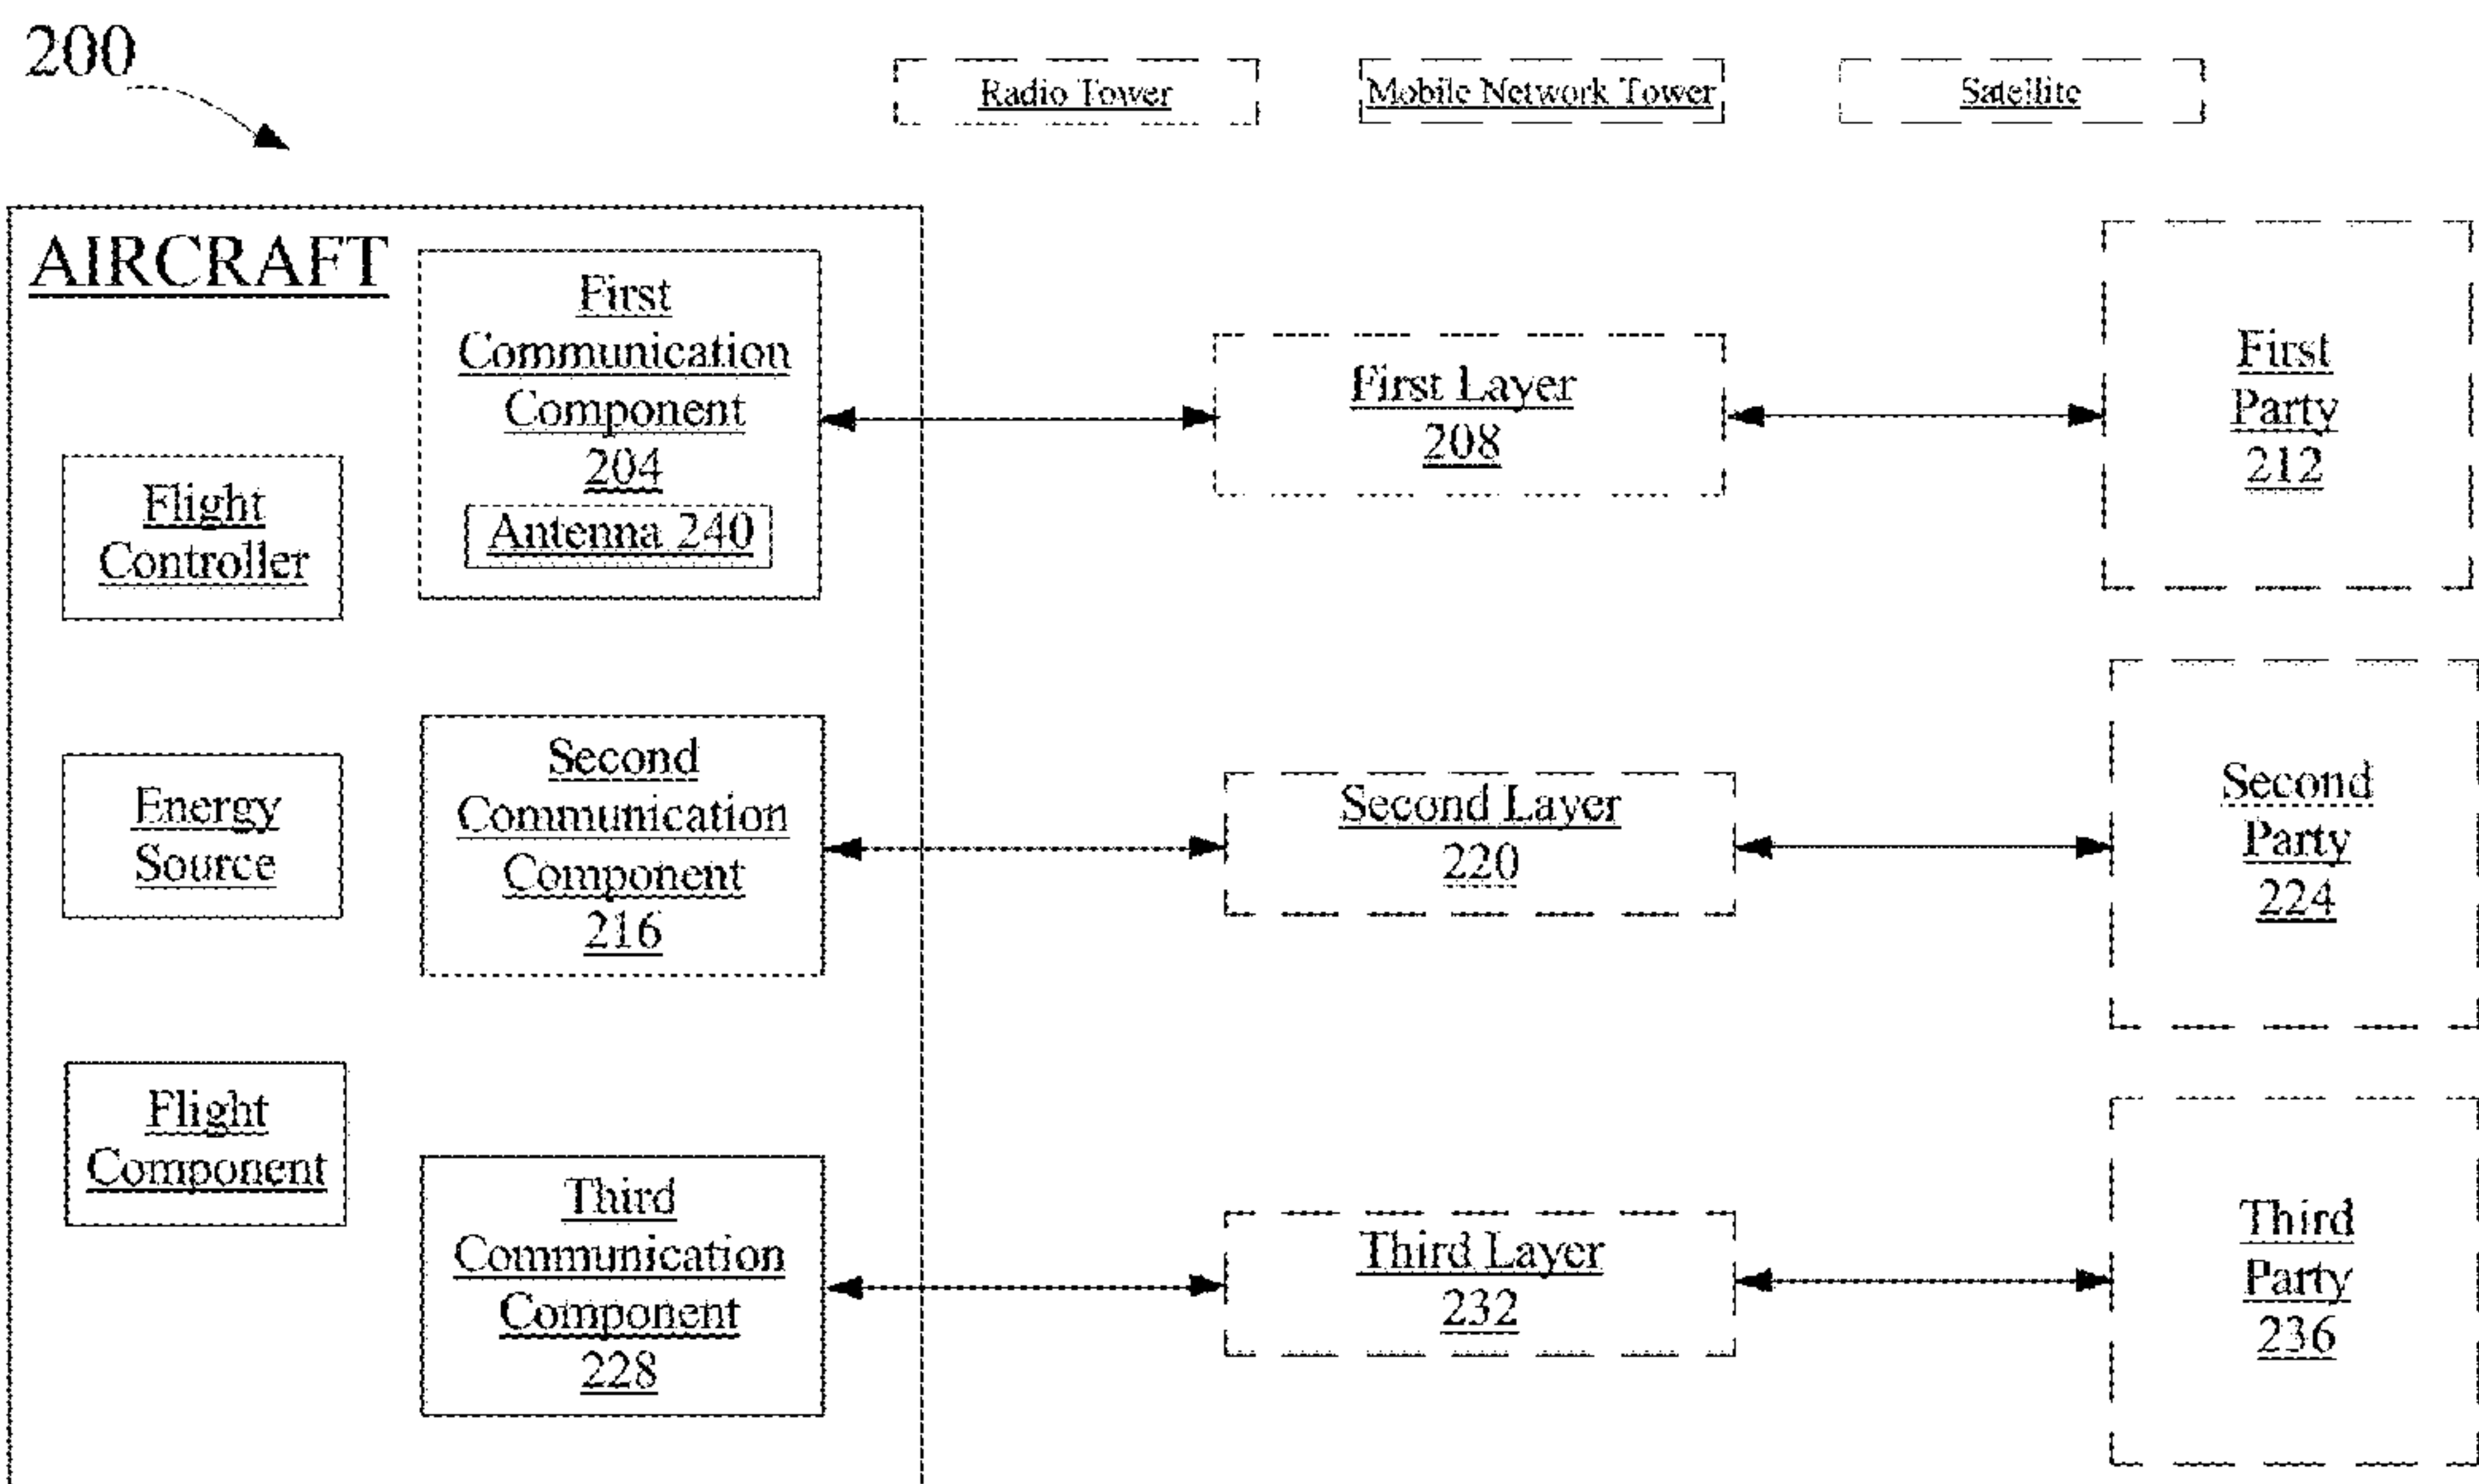 200
Radio Tower
Mobile Network Tower
Satellite
AIRCRAFT
First
Communication
Component
204
Antenna 240
First Layer
208
First
Party
212
Flight
Controller
Second
Communication
Component
216
Second Layer
220
Second
Party
224
Energy
Source
Flight
Component
Third
Communication
Component
228
Third Layer
232
Third
Party
236